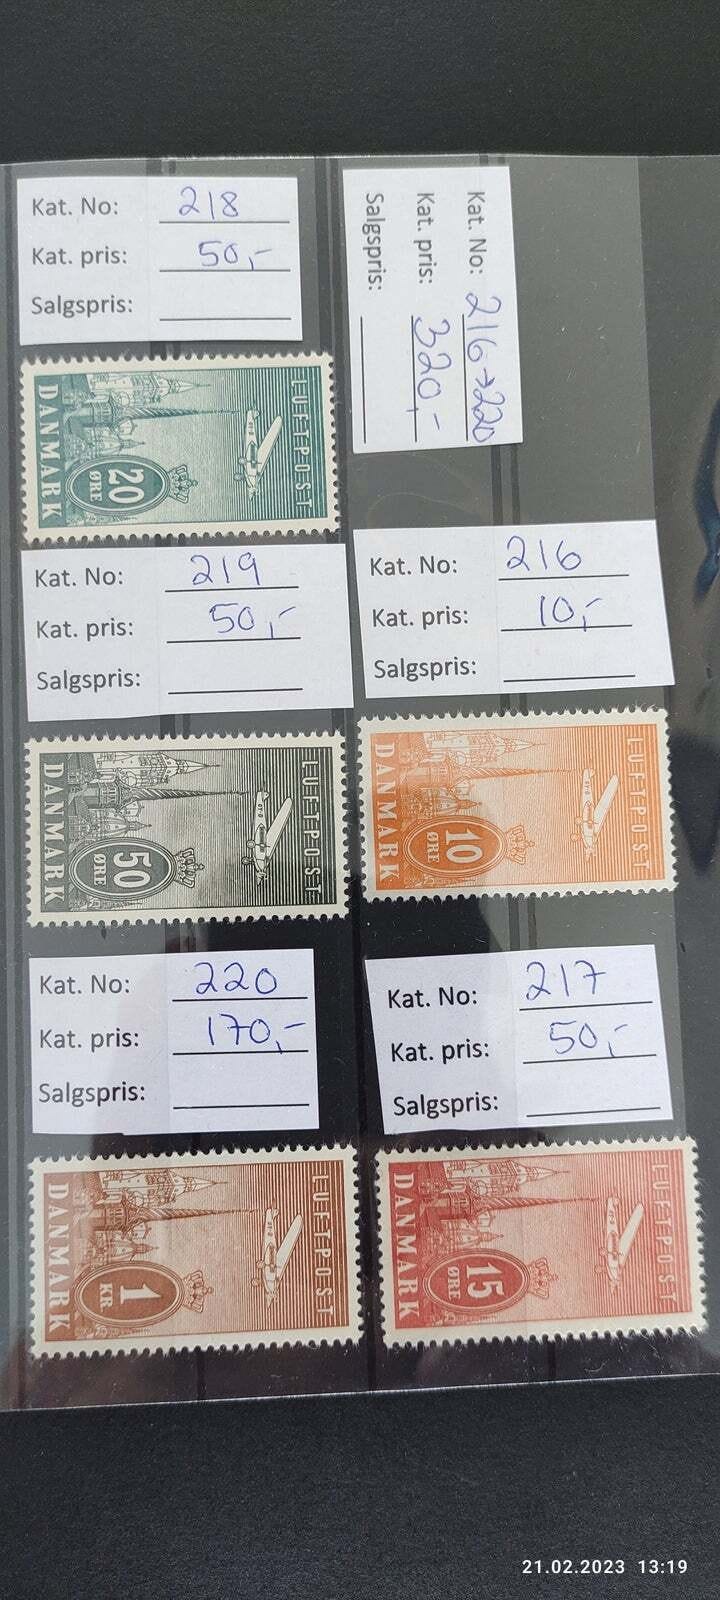 Kat. No: 218
Kat. pris: 50,-
Salgspris:
Kat. No: 216→220
Kat. pris: 320,-
Salgspris:
LUFTPOST
20
ØRE
DANMARK
Kat. No: 219
Kat. pris: 50,-
Salgspris:
Kat. No: 216
Kat. pris: 10,-
Salgspris:
LUFTPOST
50
ØRE
DANMARK
LUFTPOST
10
ØRE
DANMARK
Kat. No: 220
Kat. pris: 170,-
Salgspris:
Kat. No: 217
Kat. pris: 50,-
Salgspris:
LUFTPOST
1
KR
DANMARK
LUFTPOST
15
ØRE
DANMARK
21.02.2023 13:19